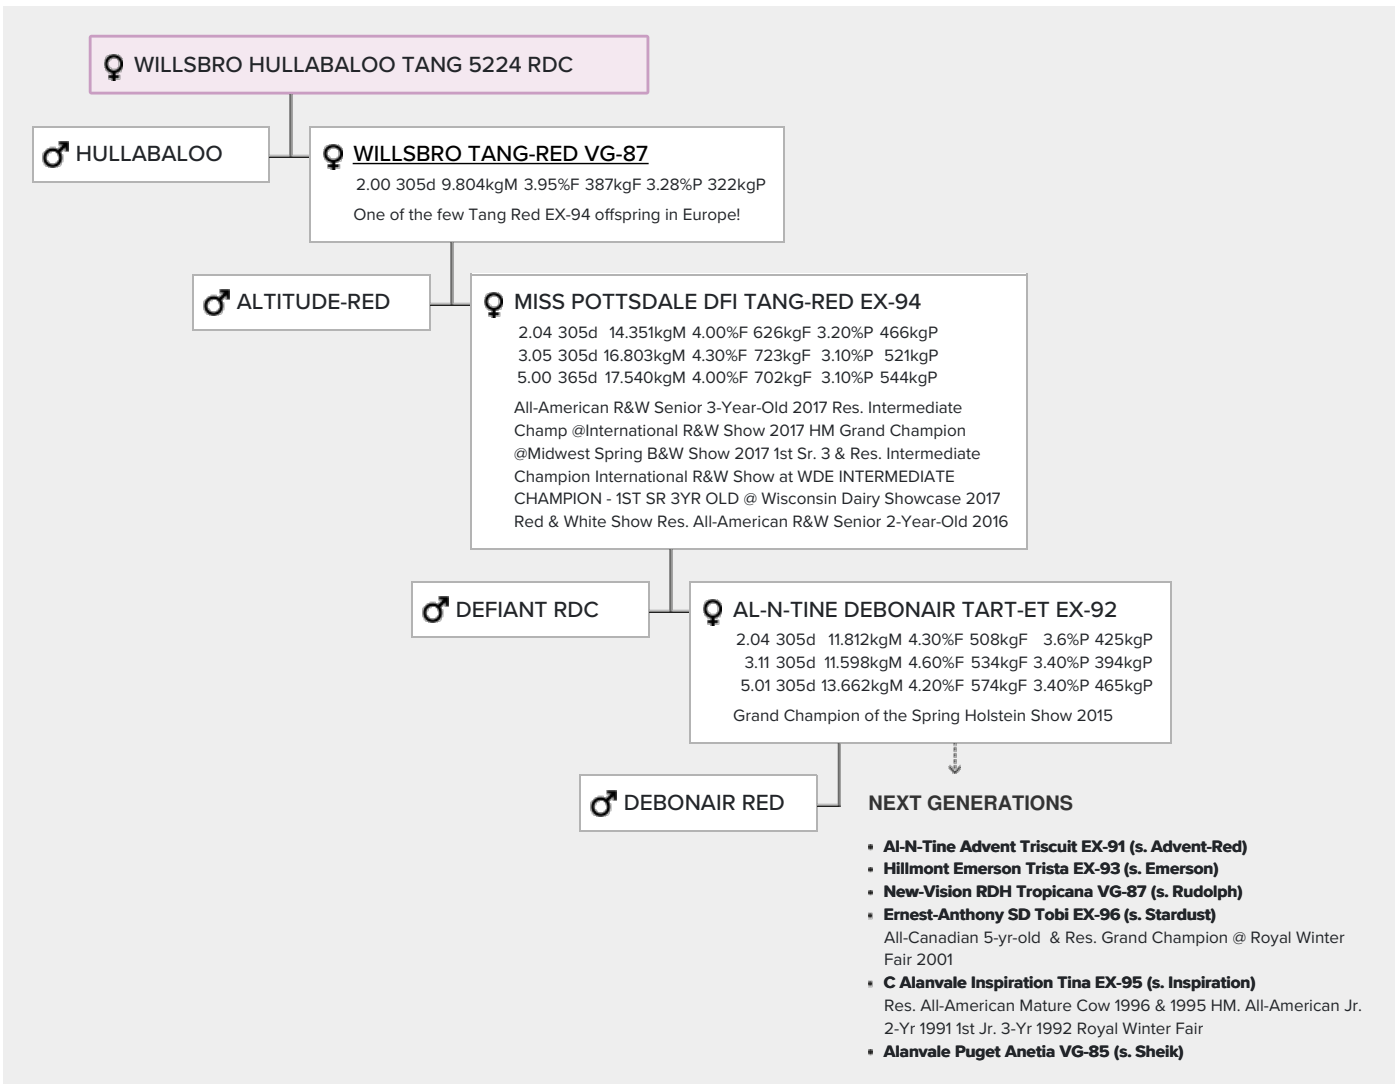 WILLSBRO HULLABALOO TANG 5224 RDC
HULLABALOO
WILLSBRO TANG-RED VG-87
2.00 305d 9.804kgM 3.95%F 387kgF 3.28%P 322kgP
One of the few Tang Red EX-94 offspring in Europe!
ALTITUDE-RED
MISS POTTSDALE DFI TANG-RED EX-94
2.04 305d 14.351kgM 4.00%F 626kgF 3.20%P 466kgP
3.05 305d 16.803kgM 4.30%F 723kgF 3.10%P 521kgP
5.00 365d 17.540kgM 4.00%F 702kgF 3.10%P 544kgP
All-American R&W Senior 3-Year-Old 2017 Res. Intermediate
Champ @International R&W Show 2017 HM Grand Champion
@Midwest Spring B&W Show 2017 1st Sr. 3 & Res. Intermediate
Champion International R&W Show at WDE INTERMEDIATE
CHAMPION - 1ST SR 3YR OLD @ Wisconsin Dairy Showcase 2017
Red & White Show Res. All-American R&W Senior 2-Year-Old 2016
DEFIANT RDC
AL-N-TINE DEBONAIR TART-ET EX-92
2.04 305d 11.812kgM 4.30%F 508kgF 3.6%P 425kgP
3.11 305d 11.598kgM 4.60%F 534kgF 3.40%P 394kgP
5.01 305d 13.662kgM 4.20%F 574kgF 3.40%P 465kgP
Grand Champion of the Spring Holstein Show 2015
DEBONAIR RED
NEXT GENERATIONS
• Al-N-Tine Advent Triscuit EX-91 (s. Advent-Red)
• Hillmont Emerson Trista EX-93 (s. Emerson)
• New-Vision RDH Tropicana VG-87 (s. Rudolph)
• Ernest-Anthony SD Tobi EX-96 (s. Stardust)
All-Canadian 5-yr-old & Res. Grand Champion @ Royal Winter
Fair 2001
• C Alanvale Inspiration Tina EX-95 (s. Inspiration)
Res. All-American Mature Cow 1996 & 1995 HM. All-American Jr.
2-Yr 1991 1st Jr. 3-Yr 1992 Royal Winter Fair
• Alanvale Puget Anetia VG-85 (s. Sheik)